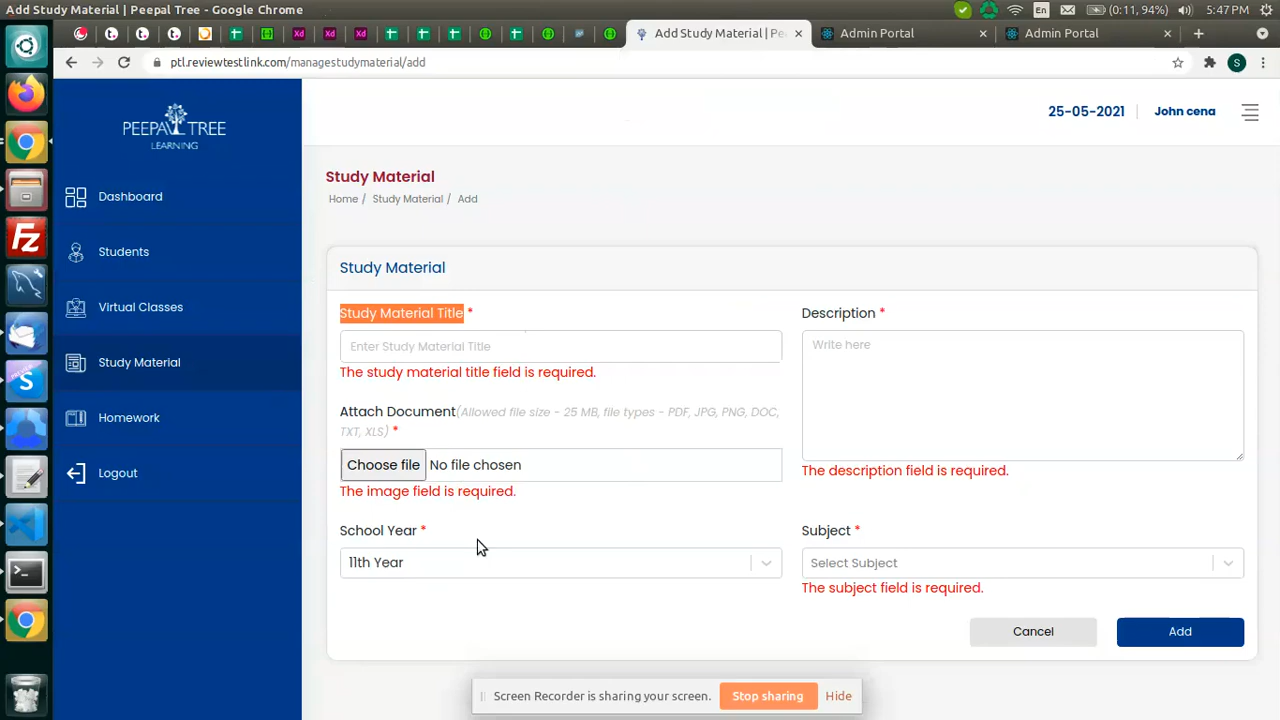 Add Study Material | Peepal Tree - Google Chrome
En
(0:11, 94%)
5:47 PM
Add Study Material | Pe
Admin Portal
Admin Portal
ptl.reviewtestlink.com/managestudymaterial/add
S
PEEPAL TREE
LEARNING
25-05-2021
John cena
Dashboard
Students
Virtual Classes
Study Material
Homework
Logout
Study Material
Home / Study Material / Add
Study Material
Study Material Title *
Enter Study Material Title
The study material title field is required.
Description *
Write here
The description field is required.
Attach Document(Allowed file size - 25 MB, file types - PDF, JPG, PNG, DOC,
TXT, XLS) *
Choose file No file chosen
The image field is required.
School Year *
11th Year
Subject *
Select Subject
The subject field is required.
Cancel
Add
Screen Recorder is sharing your screen.
Stop sharing
Hide